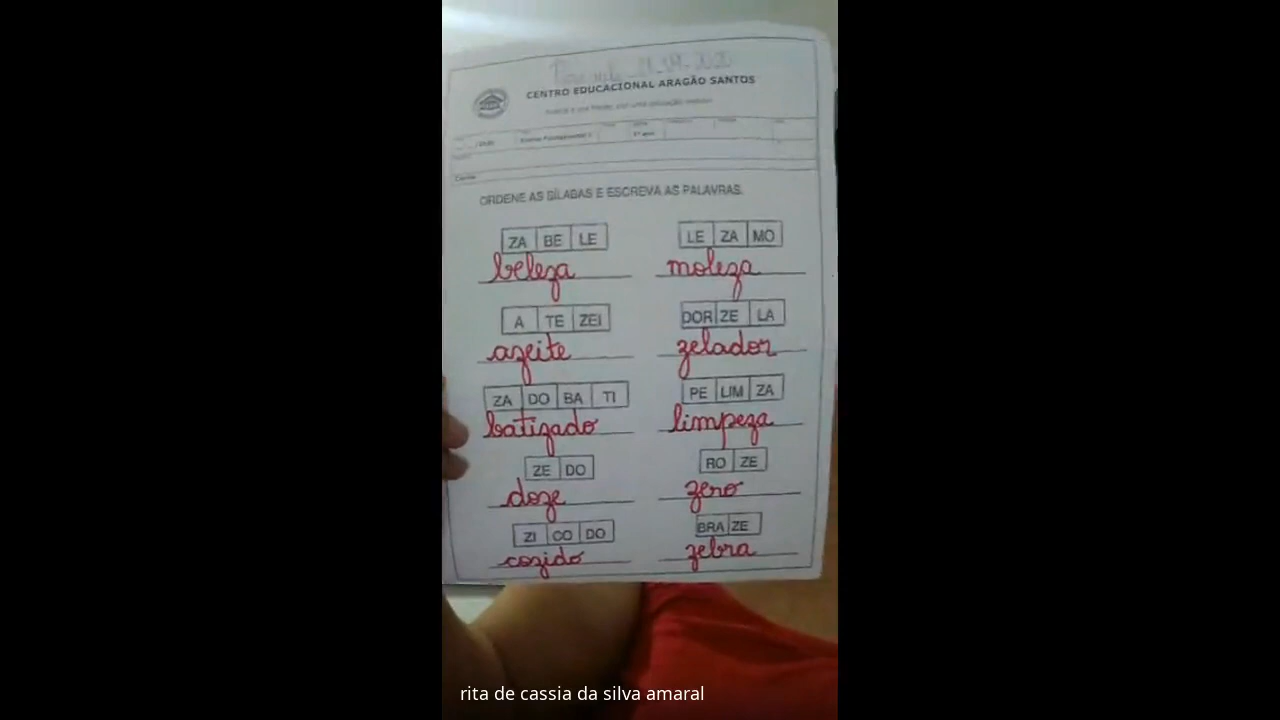 CENTRO EDUCACIONAL ARAGÃO SANTOS
ORDENE AS SÍLABAS E ESCREVA AS PALAVRAS.
ZA BE LE
LE ZA MO
beleza
moleza
A TE ZEI
DOR ZE LA
azeite
zelador
ZA DO BA TI
PE LIM ZA
batizado
limpeza
ZE DO
RO ZE
doze
zero
ZI CO DO
BRA ZE
cozido
zebra
rita de cassia da silva amaral